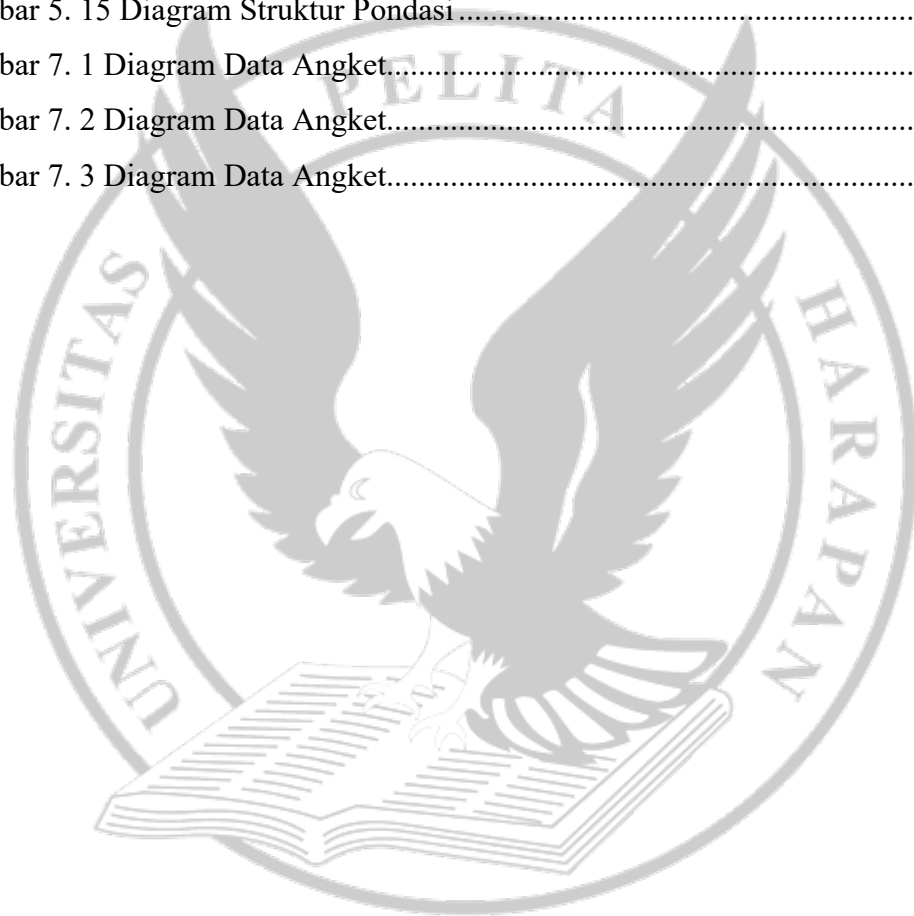 bar 5. 15 Diagram Struktur Pondasi................................................................
bar 7. 1 Diagram Data Angket................................................................
bar 7. 2 Diagram Data Angket................................................................
bar 7. 3 Diagram Data Angket................................................................
UNIVERSITAS PELITA HARAPAN